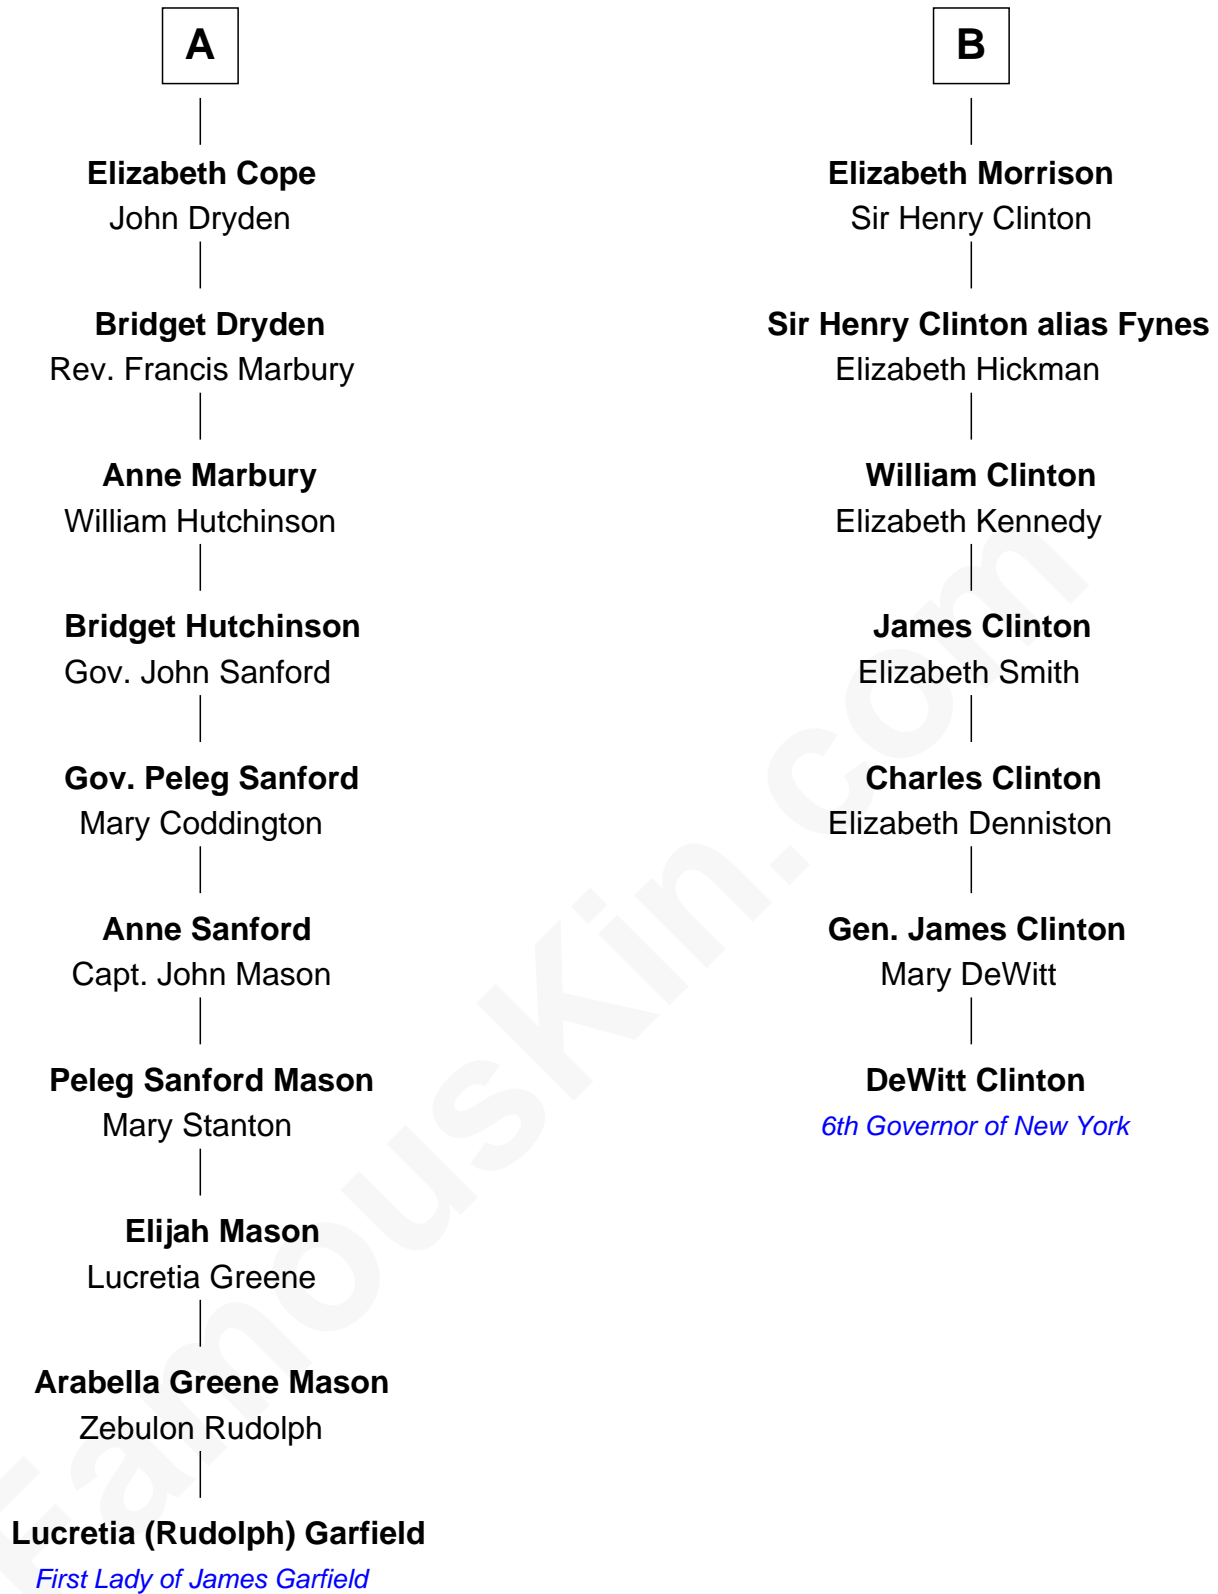 A
Elizabeth Cope
John Dryden
Bridget Dryden
Rev. Francis Marbury
Anne Marbury
William Hutchinson
Bridget Hutchinson
Gov. John Sanford
Gov. Peleg Sanford
Mary Coddington
Anne Sanford
Capt. John Mason
Peleg Sanford Mason
Mary Stanton
Elijah Mason
Lucretia Greene
Arabella Greene Mason
Zebulon Rudolph
Lucretia (Rudolph) Garfield
First Lady of James Garfield
B
Elizabeth Morrison
Sir Henry Clinton
Sir Henry Clinton alias Fynes
Elizabeth Hickman
William Clinton
Elizabeth Kennedy
James Clinton
Elizabeth Smith
Charles Clinton
Elizabeth Denniston
Gen. James Clinton
Mary DeWitt
DeWitt Clinton
6th Governor of New York
FamousKin.com